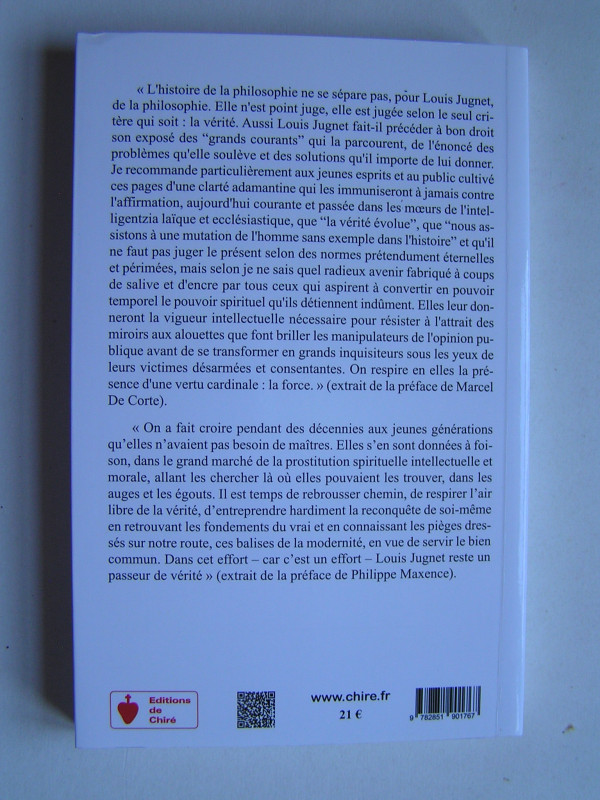 « L'histoire de la philosophie ne se sépare pas, pour Louis Jugnet,
de la philosophie. Elle n'est point juge, elle est jugée selon le seul cri-
tère qui soit : la vérité. Aussi Louis Jugnet fait-il précéder à bon droit
son exposé des “grands courants” qui la parcourent, de l'énoncé des
problèmes qu'elle soulève et des solutions qu'il importe de lui donner.
Je recommande particulièrement aux jeunes esprits et au public cultivé
ces pages d'une clarté adamantine qui les immuniseront à jamais contre
l'affirmation, aujourd'hui courante et passée dans les mœurs de l'intel-
ligentzia laïque et ecclésiastique, que “la vérité évolue”, que “nous as-
sistons à une mutation de l'homme sans exemple dans l'histoire” et qu'il
ne faut pas juger le présent selon des normes prétendument éternelles
et périmées, mais selon je ne sais quel radieux avenir fabriqué à coups
de salive et d'encre par tous ceux qui aspirent à convertir en pouvoir
temporel le pouvoir spirituel qu'ils détiennent indûment. Elles leur don-
neront la vigueur intellectuelle nécessaire pour résister à l'attrait des
miroirs aux alouettes que font briller les manipulateurs de l'opinion pu-
blique avant de se transformer en grands inquisiteurs sous les yeux de
leurs victimes désarmées et consentantes. On respire en elles la pré-
sence d'une vertu cardinale : la force. » (extrait de la préface de Marcel
De Corte).
« On a fait croire pendant des décennies aux jeunes générations
qu’elles n’avaient pas besoin de maîtres. Elles s’en sont données à foi-
son, dans le grand marché de la prostitution spirituelle intellectuelle et
morale, allant les chercher là où elles pouvaient les trouver, dans les
auges et les égouts. Il est temps de rebrousser chemin, de respirer l’air
libre de la vérité, d’entreprendre hardiment la reconquête de soi-même
en retrouvant les fondements du vrai et en connaissant les pièges dres-
sés sur notre route, ces balises de la modernité, en vue de servir le bien
commun. Dans cet effort – car c’est un effort – Louis Jugnet reste un
passeur de vérité » (extrait de la préface de Philippe Maxence).
Editions
de
Chiré
www.chire.fr
21 €
9 782851 901767